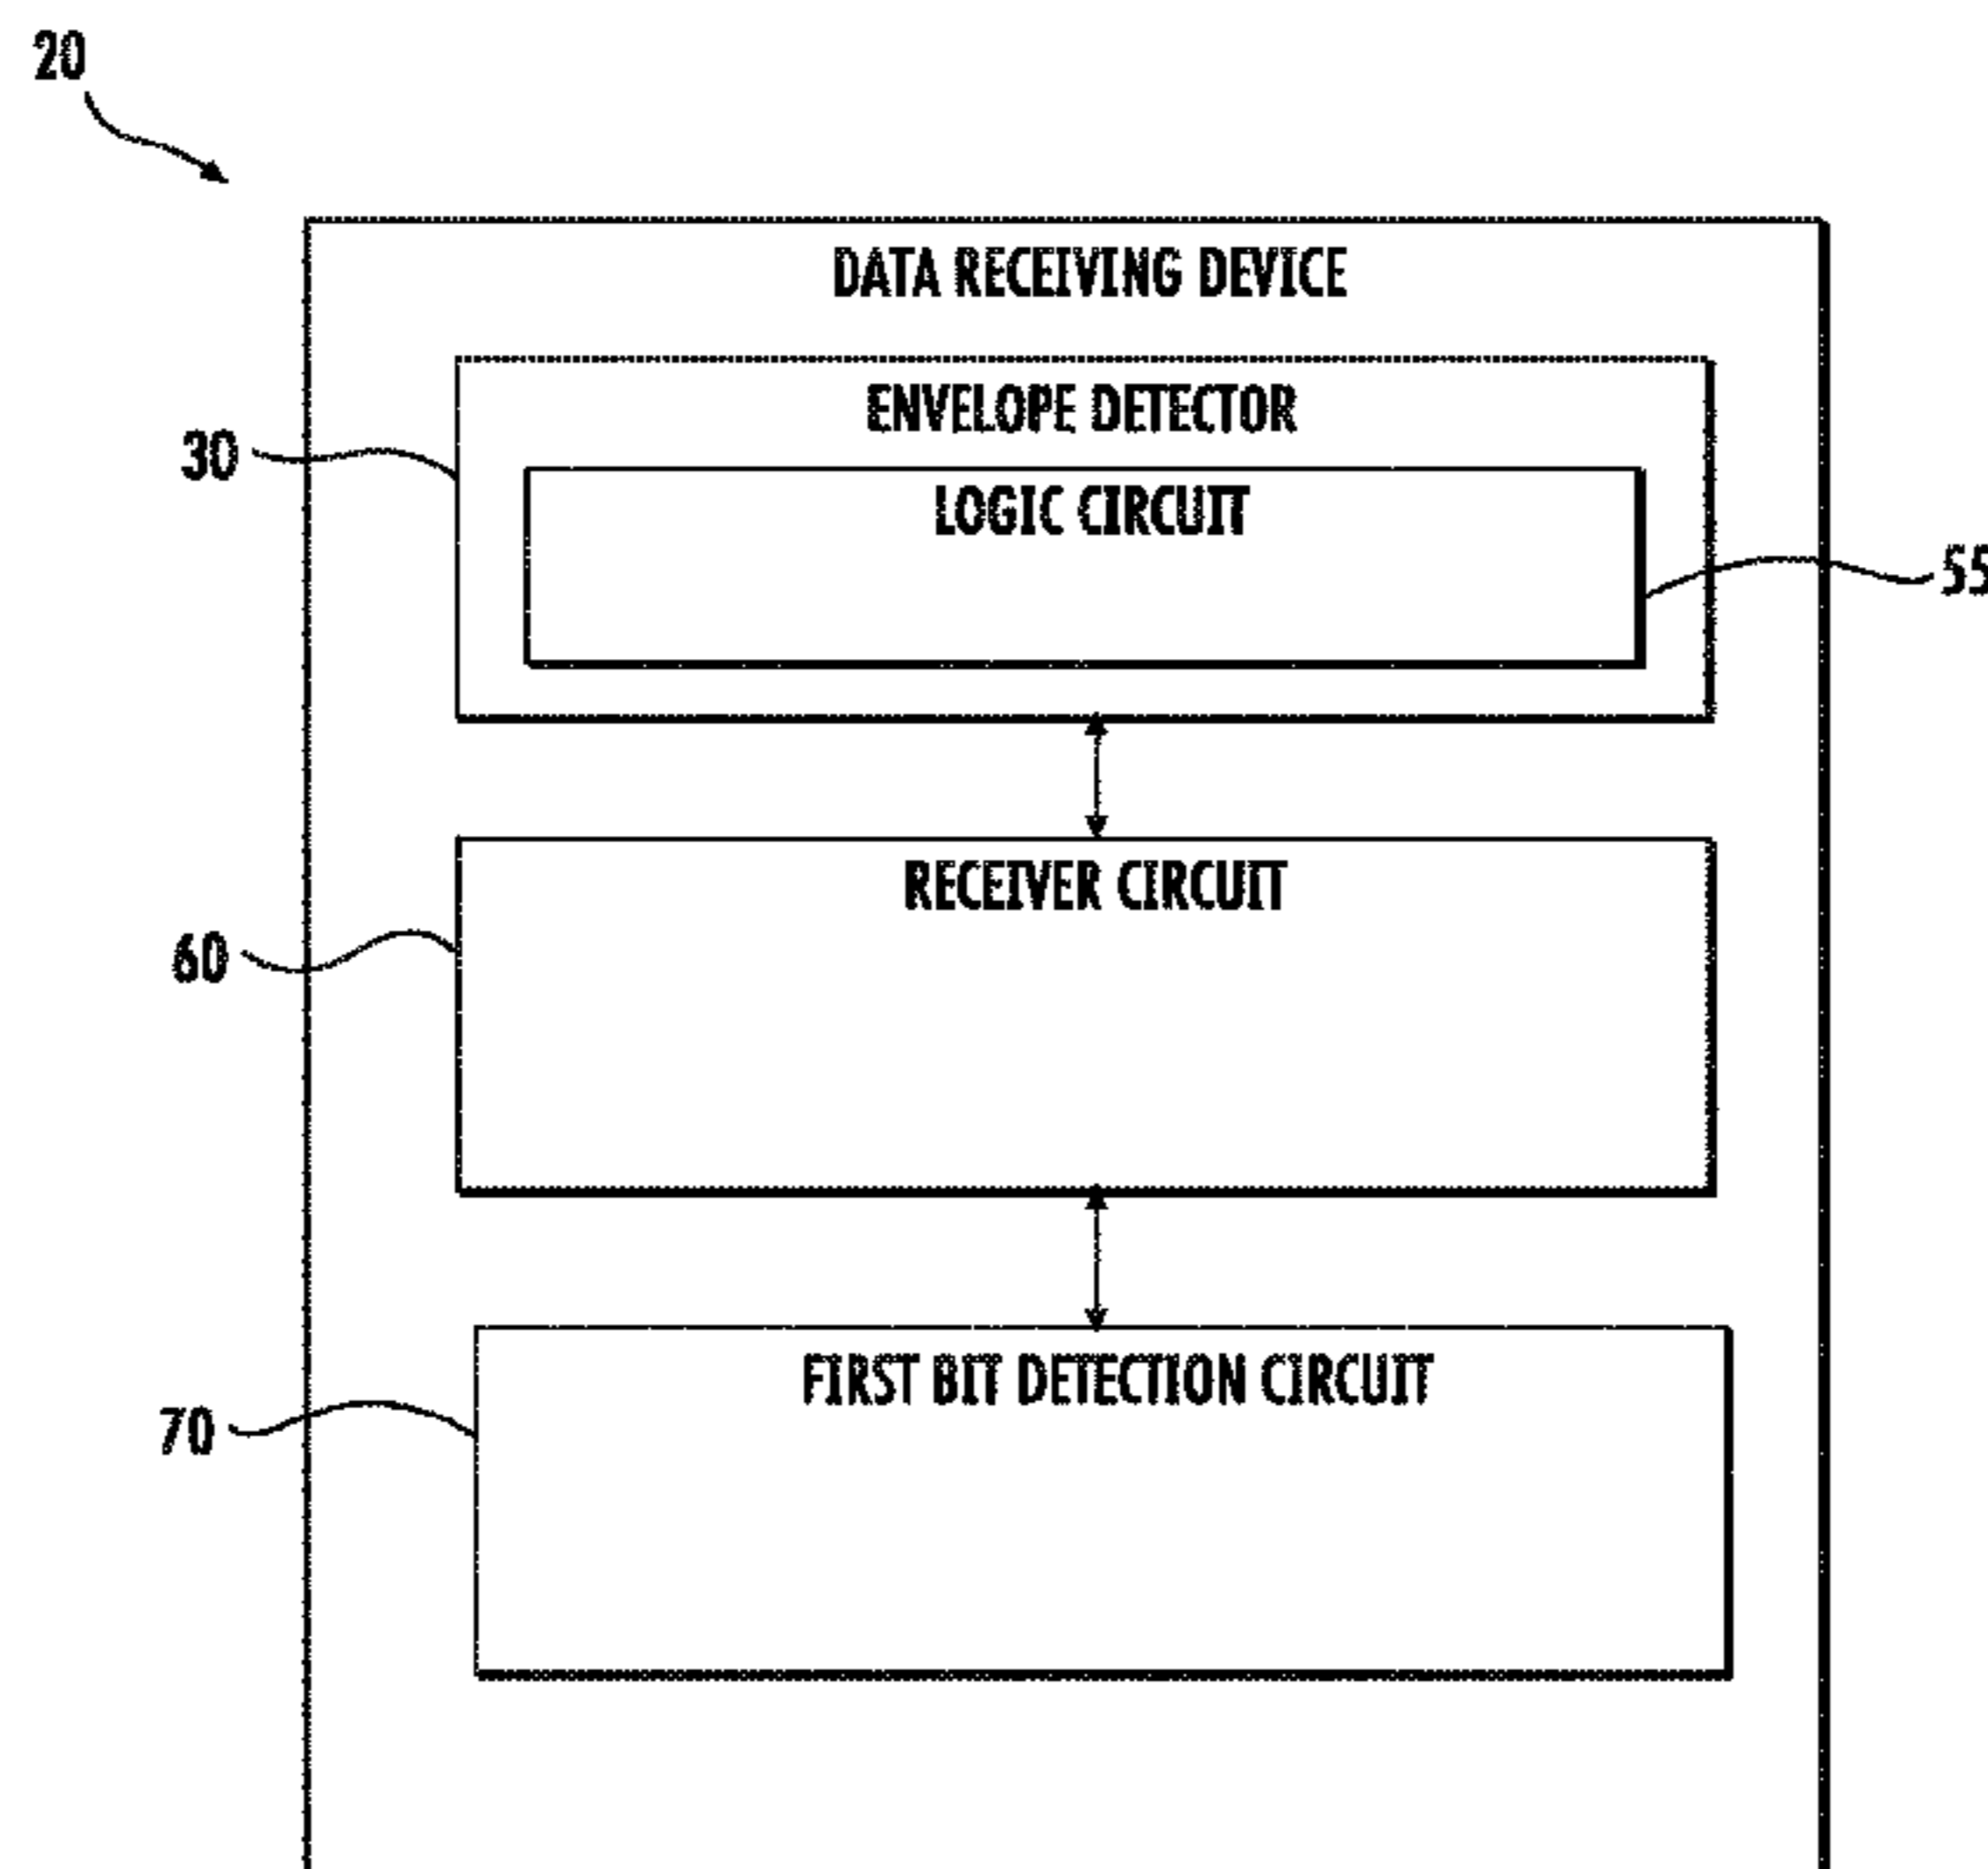 20
DATA RECEIVING DEVICE
ENVELOPE DETECTOR
30
LOGIC CIRCUIT
55
RECEIVER CIRCUIT
60
FIRST BIT DETECTION CIRCUIT
70